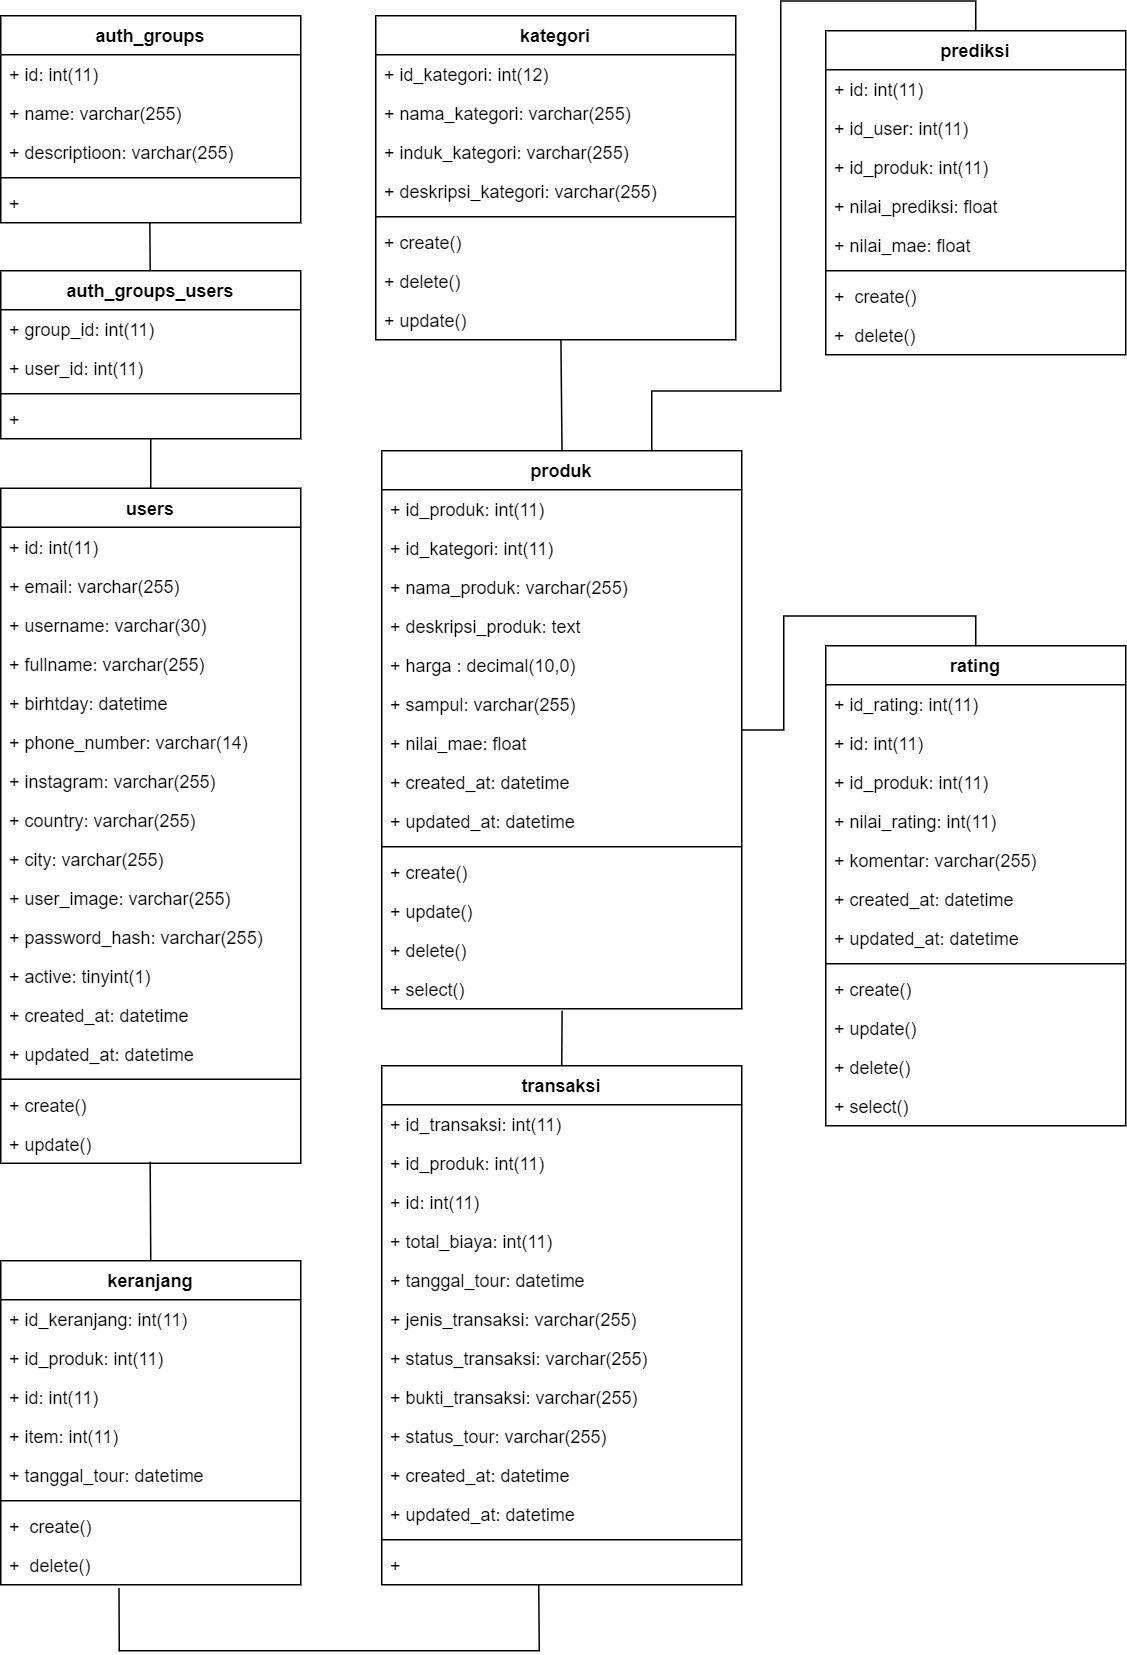 auth_groups
+ id: int(11)
+ name: varchar(255)
+ descriptioon: varchar(255)
+
auth_groups_users
+ group_id: int(11)
+ user_id: int(11)
+
users
+ id: int(11)
+ email: varchar(255)
+ username: varchar(30)
+ fullname: varchar(255)
+ birhtday: datetime
+ phone_number: varchar(14)
+ instagram: varchar(255)
+ country: varchar(255)
+ city: varchar(255)
+ user_image: varchar(255)
+ password_hash: varchar(255)
+ active: tinyint(1)
+ created_at: datetime
+ updated_at: datetime
+ create()
+ update()
keranjang
+ id_keranjang: int(11)
+ id_produk: int(11)
+ id: int(11)
+ item: int(11)
+ tanggal_tour: datetime
+ create()
+ delete()
kategori
+ id_kategori: int(12)
+ nama_kategori: varchar(255)
+ induk_kategori: varchar(255)
+ deskripsi_kategori: varchar(255)
+ create()
+ delete()
+ update()
produk
+ id_produk: int(11)
+ id_kategori: int(11)
+ nama_produk: varchar(255)
+ deskripsi_produk: text
+ harga : decimal(10,0)
+ sampul: varchar(255)
+ nilai_mae: float
+ created_at: datetime
+ updated_at: datetime
+ create()
+ update()
+ delete()
+ select()
transaksi
+ id_transaksi: int(11)
+ id_produk: int(11)
+ id: int(11)
+ total_biaya: int(11)
+ tanggal_tour: datetime
+ jenis_transaksi: varchar(255)
+ status_transaksi: varchar(255)
+ bukti_transaksi: varchar(255)
+ status_tour: varchar(255)
+ created_at: datetime
+ updated_at: datetime
+
prediksi
+ id: int(11)
+ id_user: int(11)
+ id_produk: int(11)
+ nilai_prediksi: float
+ nilai_mae: float
+ create()
+ delete()
rating
+ id_rating: int(11)
+ id: int(11)
+ id_produk: int(11)
+ nilai_rating: int(11)
+ komentar: varchar(255)
+ created_at: datetime
+ updated_at: datetime
+ create()
+ update()
+ delete()
+ select()